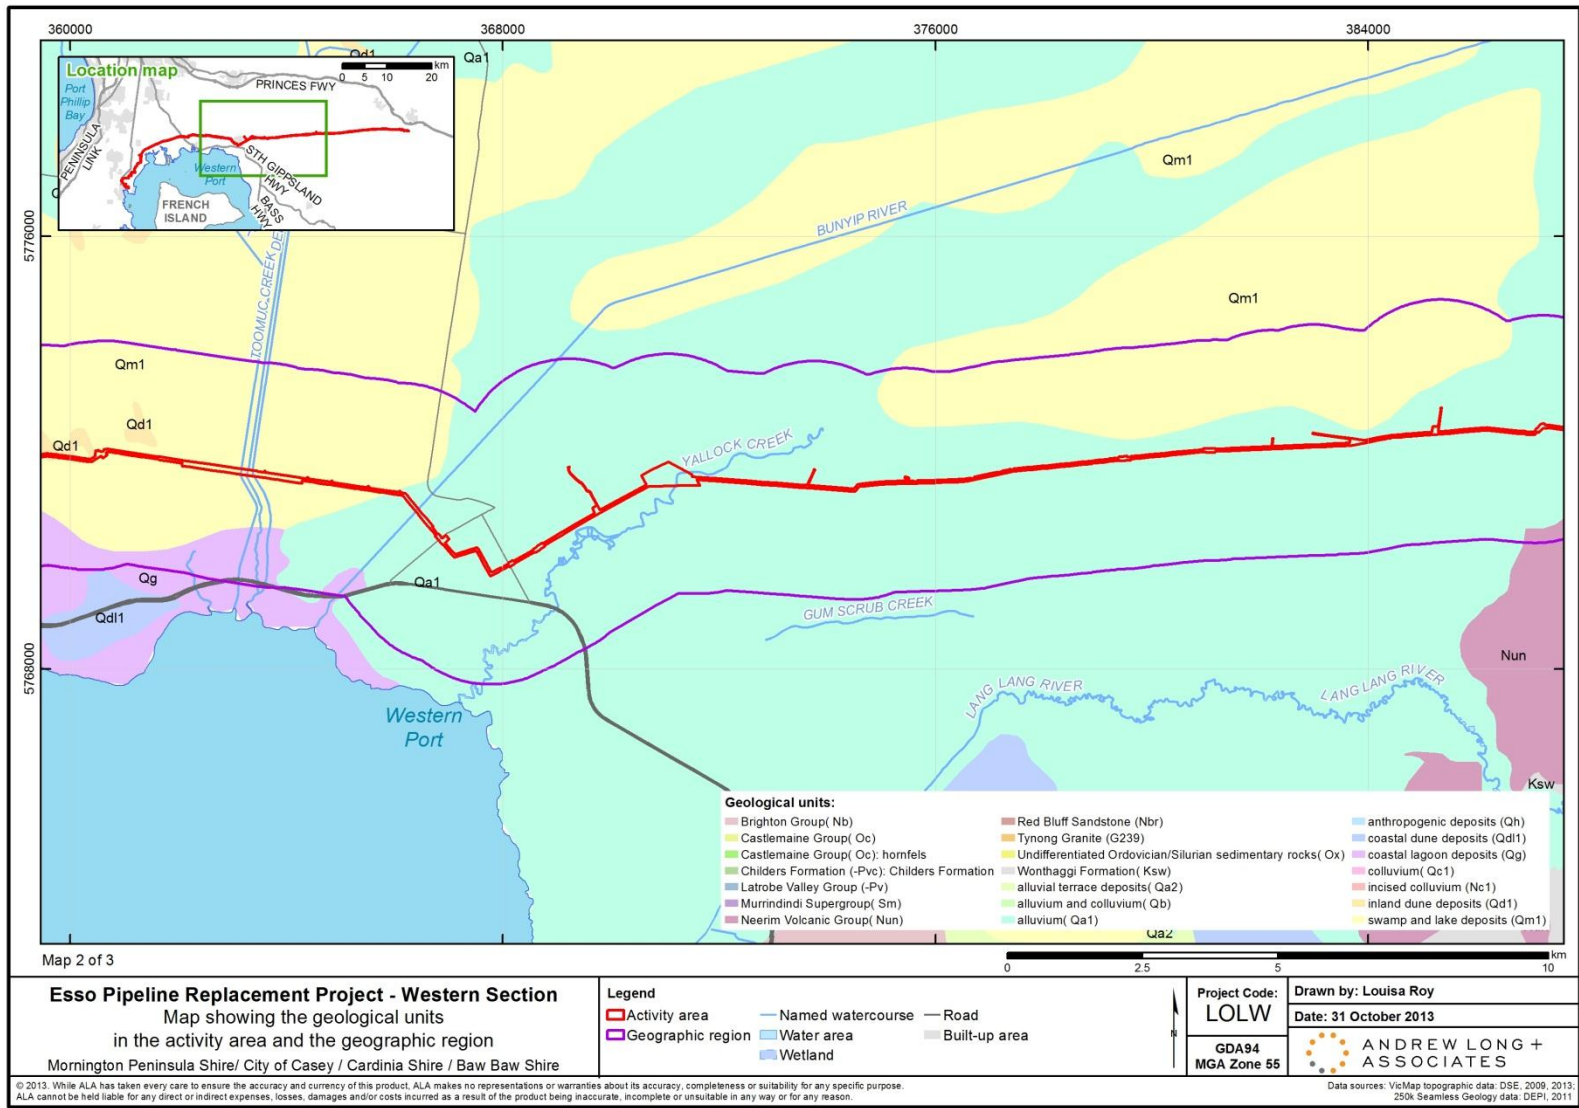 360000
368000
376000
384000
Qd1
Qa1
Location map
0 5 10 20 km
Port
Phillip
Bay
PRINCES FWY
PENINSULA
LINK
Western
Port
STH GIPPSLAND
HWY
BASS
HWY
FRENCH
ISLAND
Qm1
5776000
BUNYIP RIVER
TOOMUC CREEK DE
Qm1
Qm1
Qd1
Qd1
YALLOCK CREEK
Qg
Qa1
Qdl1
GUM SCRUB CREEK
5768000
Nun
LANG LANG RIVER
LANG LANG RIVER
Western
Port
Ksw
Geological units:
Brighton Group( Nb)
Castlemaine Group( Oc)
Castlemaine Group( Oc): hornfels
Childers Formation (-Pvc): Childers Formation
Latrobe Valley Group (-Pv)
Murrindindi Supergroup( Sm)
Neerim Volcanic Group( Nun)
Red Bluff Sandstone (Nbr)
Tynong Granite (G239)
Undifferentiated Ordovician/Silurian sedimentary rocks( Ox)
Wonthaggi Formation( Ksw)
alluvial terrace deposits( Qa2)
alluvium and colluvium( Qb)
alluvium( Qa1)
anthropogenic deposits (Qh)
coastal dune deposits (Qdl1)
coastal lagoon deposits (Qg)
colluvium( Qc1)
incised colluvium (Nc1)
inland dune deposits (Qd1)
swamp and lake deposits (Qm1)
Qa2
Map 2 of 3
0 2.5 5 10 km
Esso Pipeline Replacement Project - Western Section
Map showing the geological units
in the activity area and the geographic region
Mornington Peninsula Shire/ City of Casey / Cardinia Shire / Baw Baw Shire
Legend
Activity area
Geographic region
Named watercourse
Water area
Wetland
Road
Built-up area
N
Project Code:
LOLW
GDA94
MGA Zone 55
Drawn by: Louisa Roy
Date: 31 October 2013
ANDREW LONG +
ASSOCIATES
© 2013. While ALA has taken every care to ensure the accuracy and currency of this product, ALA makes no representations or warranties about its accuracy, completeness or suitability for any specific purpose.
ALA cannot be held liable for any direct or indirect expenses, losses, damages and/or costs incurred as a result of the product being inaccurate, incomplete or unsuitable in any way or for any reason.
Data sources: VicMap topographic data: DSE, 2009, 2013;
250k Seamless Geology data: DEPI, 2011